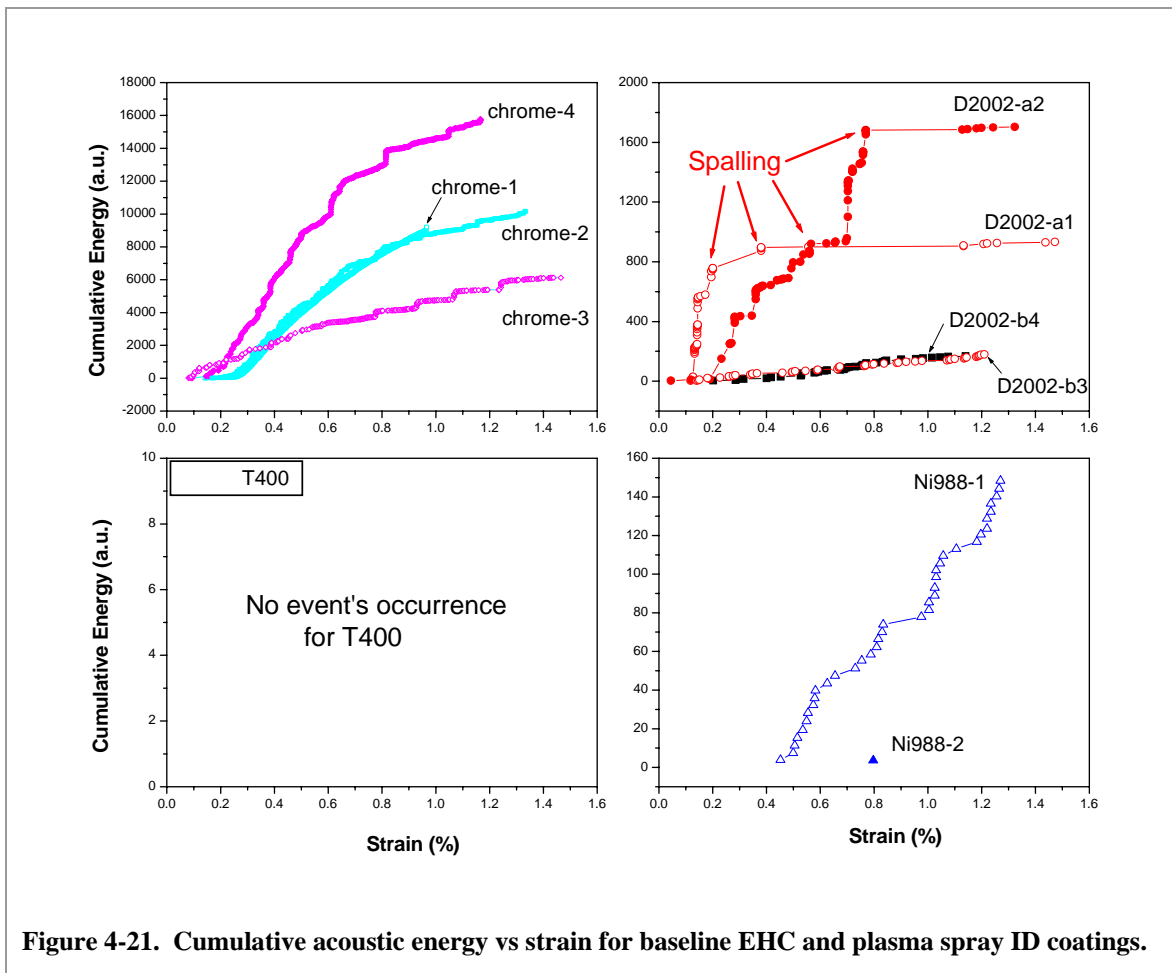 18000
16000
14000
12000
10000
8000
6000
4000
2000
0
-2000
Cumulative Energy (a.u.)
chrome-4
chrome-1
chrome-2
chrome-3
0.0 0.2 0.4 0.6 0.8 1.0 1.2 1.4 1.6
2000
1600
1200
800
400
0
D2002-a2
Spalling
D2002-a1
D2002-b4
D2002-b3
0.0 0.2 0.4 0.6 0.8 1.0 1.2 1.4 1.6
10
8
6
4
2
0
Cumulative Energy (a.u.)
T400
No event's occurrence
for T400
0.0 0.2 0.4 0.6 0.8 1.0 1.2 1.4 1.6
Strain (%)
160
140
120
100
80
60
40
20
0
Ni988-1
Ni988-2
0.0 0.2 0.4 0.6 0.8 1.0 1.2 1.4 1.6
Strain (%)
Figure 4-21. Cumulative acoustic energy vs strain for baseline EHC and plasma spray ID coatings.